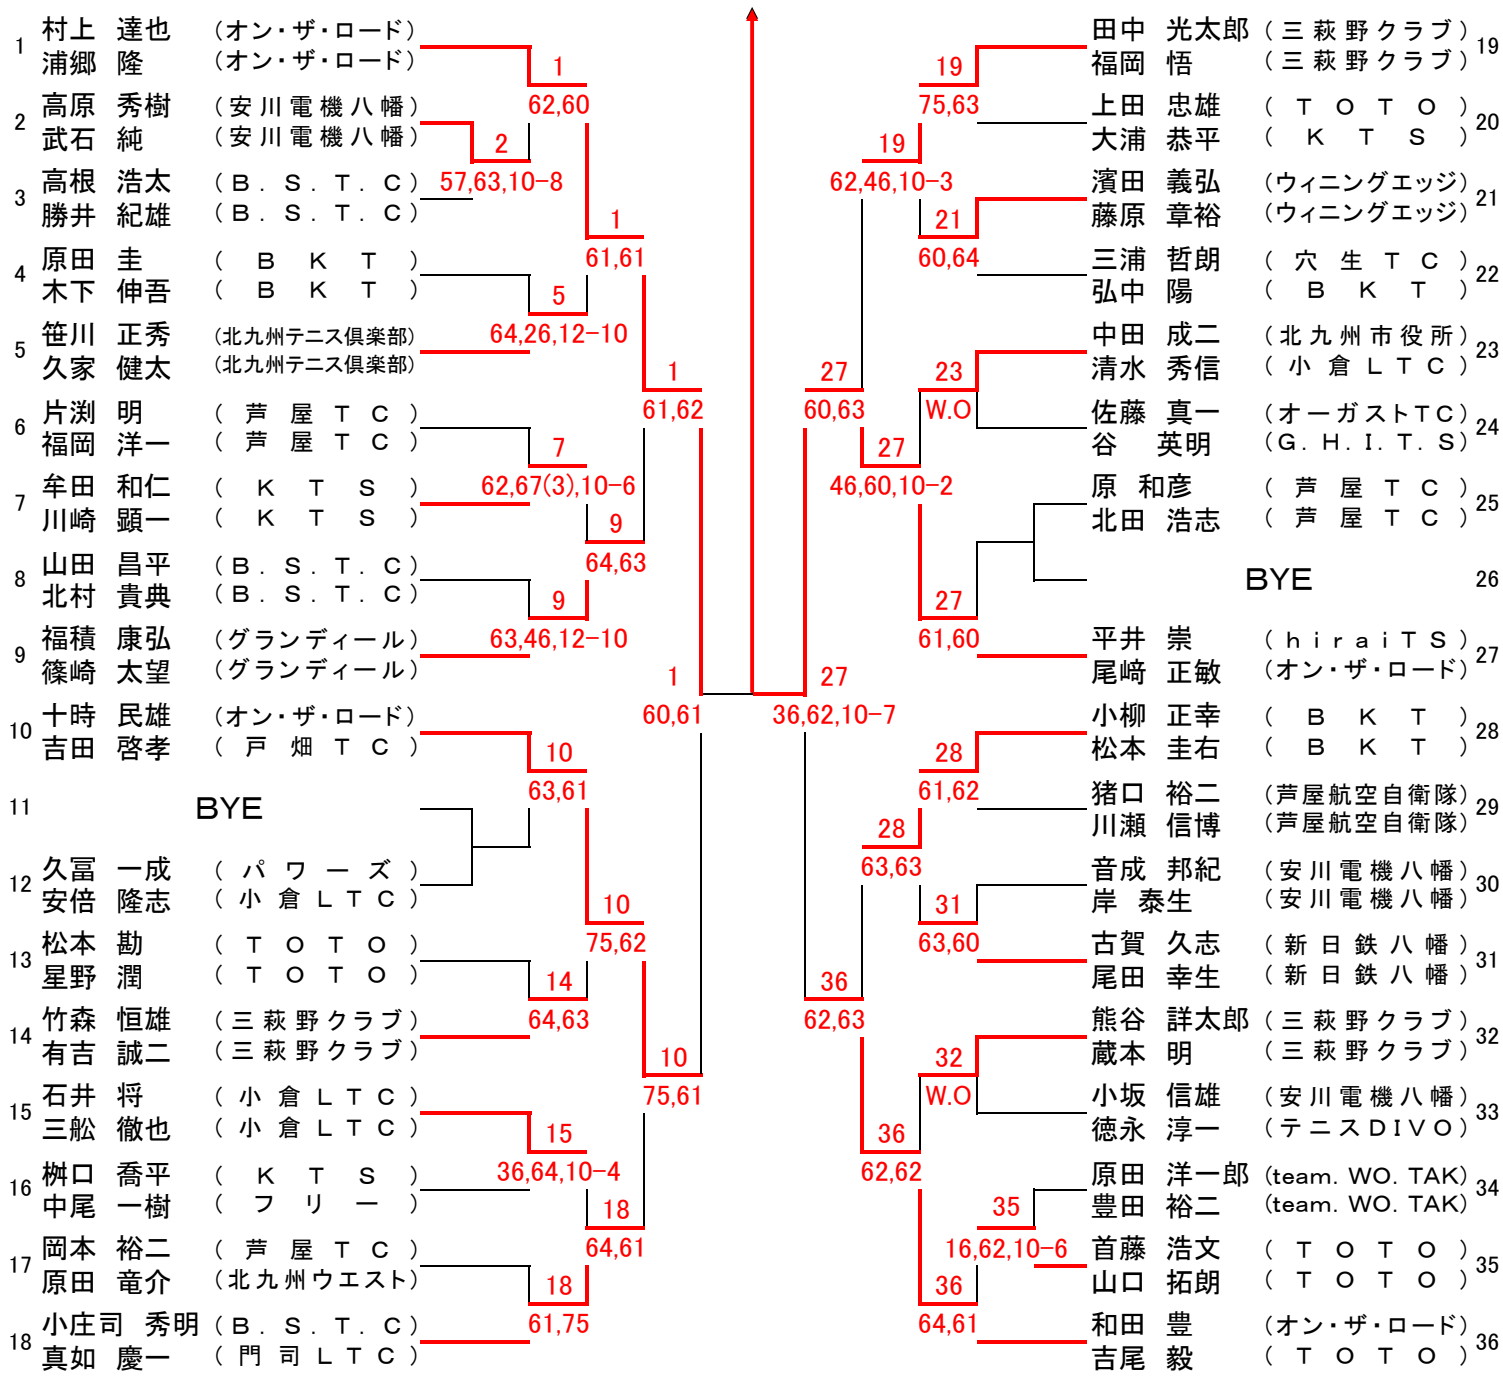 1 村上 達也 (オン・ザ・ロード)
浦郷 隆 (オン・ザ・ロード)
2 高原 秀樹 (安川電機八幡)
武石 純 (安川電機八幡)
3 高根 浩太 (B.S.T.C)
勝井 紀雄 (B.S.T.C)
4 原田 圭 (BKT)
木下 伸吾 (BKT)
5 笹川 正秀 (北九州テニス倶楽部)
久家 健太 (北九州テニス倶楽部)
6 片渕 明 (芦屋TC)
福岡 洋一 (芦屋TC)
7 牟田 和仁 (KTS)
川崎 顕一 (KTS)
8 山田 昌平 (B.S.T.C)
北村 貴典 (B.S.T.C)
9 福積 康弘 (グランディール)
篠崎 太望 (グランディール)
10 十時 民雄 (オン・ザ・ロード)
吉田 啓孝 (戸畑TC)
11 BYE
12 久冨 一成 (パワーズ)
安倍 隆志 (小倉LTC)
13 松本 勘 (TOTO)
星野 潤 (TOTO)
14 竹森 恒雄 (三萩野クラブ)
有吉 誠二 (三萩野クラブ)
15 石井 将 (小倉LTC)
三舩 徹也 (小倉LTC)
16 桝口 喬平 (KTS)
中尾 一樹 (フリー)
17 岡本 裕二 (芦屋TC)
原田 竜介 (北九州ウエスト)
18 小庄司 秀明 (B.S.T.C)
真如 慶一 (門司LTC)
1
62,60
2
57,63,10-8
1
61,61
5
64,26,12-10
1
61,62
7
62,67(3),10-6
9
64,63
9
63,46,12-10
1
60,61
10
63,61
10
75,62
14
64,63
10
75,61
15
36,64,10-4
18
64,61
18
61,75
19
75,63
19
62,46,10-3
21
60,64
27
60,63
23
W.O
27
46,60,10-2
27
61,60
27
36,62,10-7
28
61,62
28
63,63
31
63,60
36
62,63
32
W.O
36
62,62
35
16,62,10-6
36
64,61
田中 光太郎 (三萩野クラブ) 19
福岡 悟 (三萩野クラブ)
上田 忠雄 (TOTO) 20
大浦 恭平 (KTS)
濱田 義弘 (ウィニングエッジ) 21
藤原 章裕 (ウィニングエッジ)
三浦 哲朗 (穴生TC) 22
弘中 陽 (BKT)
中田 成二 (北九州市役所) 23
清水 秀信 (小倉LTC)
佐藤 真一 (オーガストTC) 24
谷 英明 (G.H.I.T.S)
原 和彦 (芦屋TC) 25
北田 浩志 (芦屋TC)
BYE 26
平井 崇 (hiraiTS) 27
尾﨑 正敏 (オン・ザ・ロード)
小柳 正幸 (BKT) 28
松本 圭右 (BKT)
猪口 裕二 (芦屋航空自衛隊) 29
川瀬 信博 (芦屋航空自衛隊)
音成 邦紀 (安川電機八幡) 30
岸 泰生 (安川電機八幡)
古賀 久志 (新日鉄八幡) 31
尾田 幸生 (新日鉄八幡)
熊谷 詳太郎 (三萩野クラブ) 32
蔵本 明 (三萩野クラブ)
小坂 信雄 (安川電機八幡) 33
徳永 淳一 (テニスDIVO)
原田 洋一郎 (team.WO.TAK) 34
豊田 裕二 (team.WO.TAK)
首藤 浩文 (TOTO) 35
山口 拓朗 (TOTO)
和田 豊 (オン・ザ・ロード) 36
吉尾 毅 (TOTO)